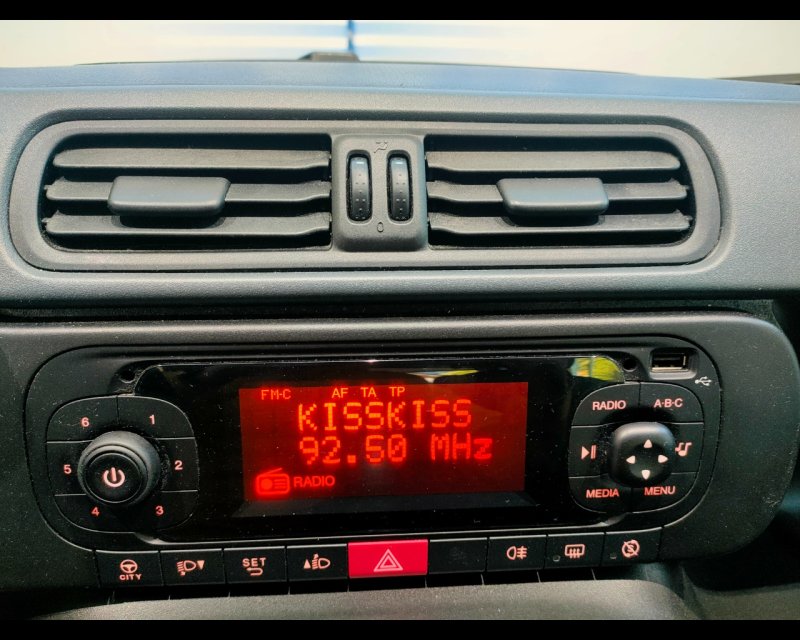 0
FM-C AF TA TP
KISSKISS
92.50 MHz
RADIO
6 1
5 2
4 3
RADIO A·B·C
MEDIA MENU
CITY
SET